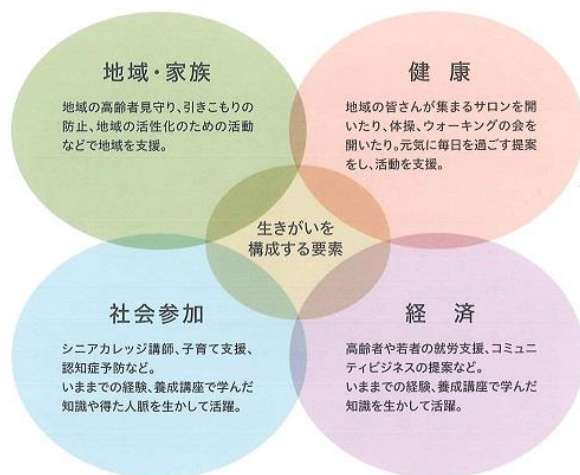 地域・家族
地域の高齢者見守り、引きこもりの
防止、地域の活性化のための活動
などで地域を支援。
健 康
地域の皆さんが集まるサロンを開
いたり、体操、ウォーキングの会を
開いたり。元気に毎日を過ごす提案
をし、活動を支援。
生きがいを
構成する要素
社会参加
シニアカレッジ講師、子育て支援、
認知症予防など。
いままでの経験、養成講座で学んだ
知識や得た人脈を生かして活躍。
経 済
高齢者や若者の就労支援、コミュニ
ティビジネスの提案など。
いままでの経験、養成講座で学んだ
知識を生かして活躍。